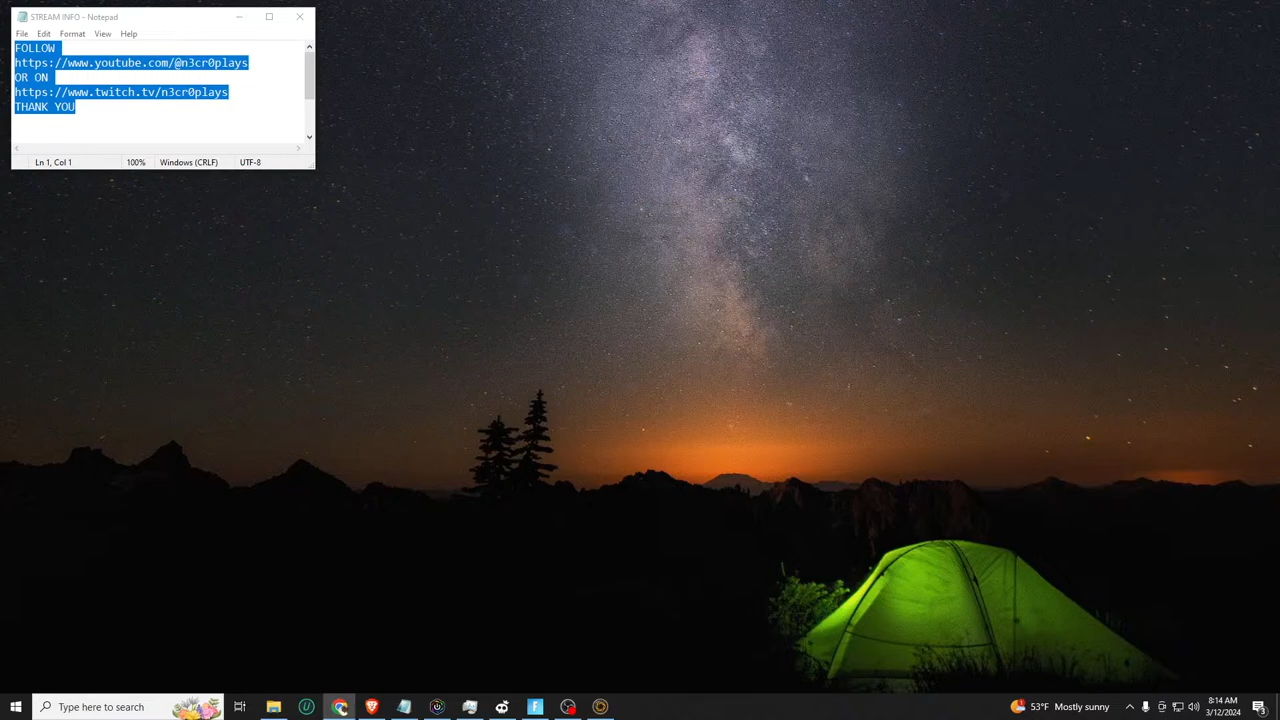 STREAM INFO - Notepad
File Edit Format View Help
FOLLOW
https://www.youtube.com/@n3cr0plays
OR ON
https://www.twitch.tv/n3cr0plays
THANK YOU
Ln 1, Col 1 100% Windows (CRLF) UTF-8
Type here to search
53°F Mostly sunny
8:14 AM
3/12/2024